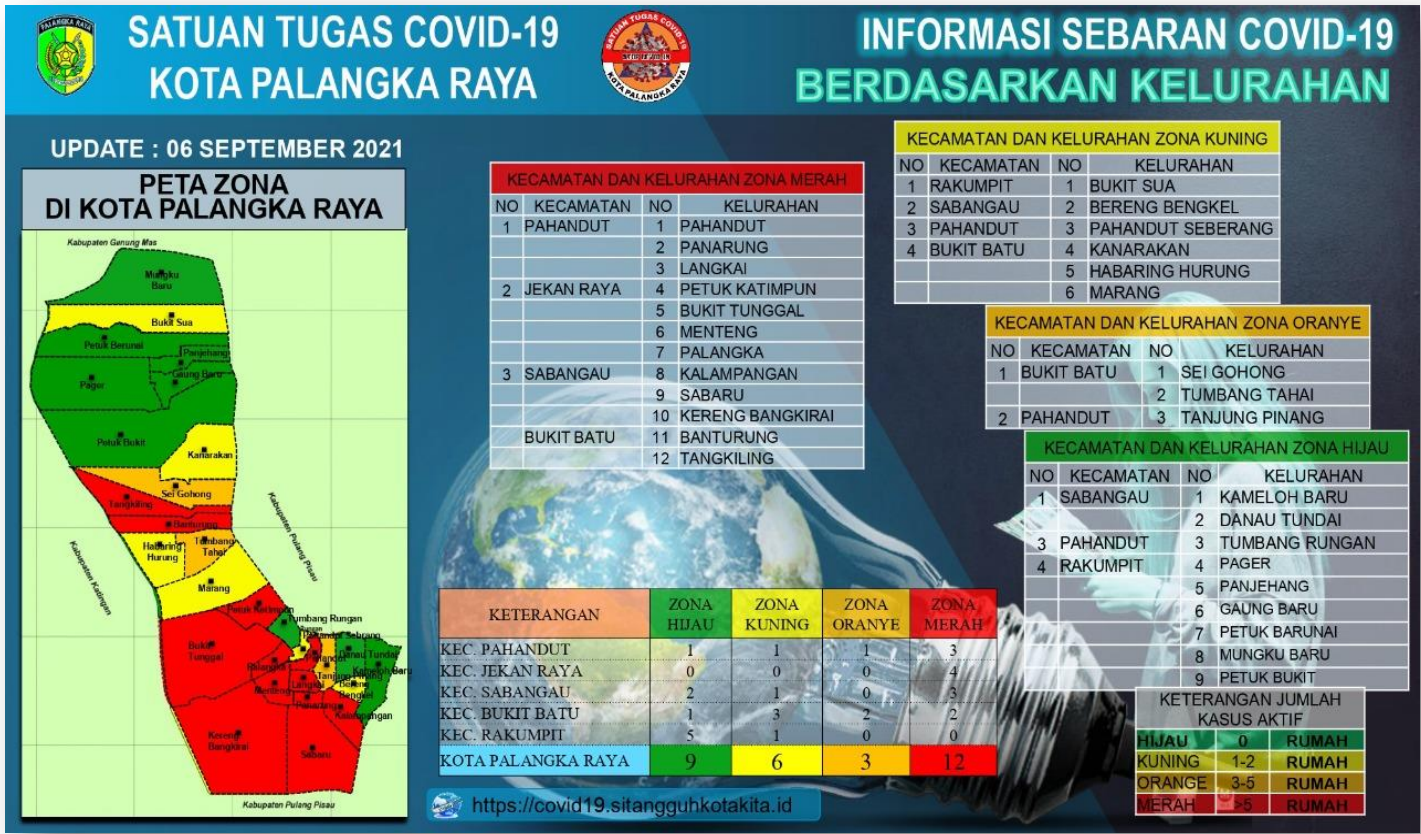 SATUAN TUGAS COVID-19
KOTA PALANGKA RAYA
PALANGKA RAYA
SATUAN TUGAS COVID-19
KOTA PALANGKA RAYA
INFORMASI SEBARAN COVID-19
BERDASARKAN KELURAHAN
UPDATE : 06 SEPTEMBER 2021
PETA ZONA
DI KOTA PALANGKA RAYA
Kabupaten Gunung Mas
Mungku
Baru
Bukit Sua
Petuk Berunai
Panjehang
Gaung Baru
Pager
Petuk Bukit
Kanarakan
Sei Gohong
Tangkiling
Banturung
Habaring
Hurung
Tumbang
Tahai
Kabupaten Pulang Pisau
Kabupaten Katingan
Marang
Petuk Katimpun
Tumbang Rungan
Pahandut Sebrang
Bukit
Tunggal
Danau Tundai
Palangka
Tanjung Pinang
Kameloh Baru
Langkai
Menteng
Bereng
Bengkel
Panarung
Kalampangan
Kereng
Bangkirai
Sabaru
Kabupaten Pulang Pisau
KECAMATAN DAN KELURAHAN ZONA MERAH
NO KECAMATAN NO KELURAHAN
1 PAHANDUT 1 PAHANDUT
2 PANARUNG
3 LANGKAI
2 JEKAN RAYA 4 PETUK KATIMPUN
5 BUKIT TUNGGAL
6 MENTENG
7 PALANGKA
3 SABANGAU 8 KALAMPANGAN
9 SABARU
10 KERENG BANGKIRAI
BUKIT BATU 11 BANTURUNG
12 TANGKILING
KECAMATAN DAN KELURAHAN ZONA KUNING
NO KECAMATAN NO KELURAHAN
1 RAKUMPIT 1 BUKIT SUA
2 SABANGAU 2 BERENG BENGKEL
3 PAHANDUT 3 PAHANDUT SEBERANG
4 BUKIT BATU 4 KANARAKAN
5 HABARING HURUNG
6 MARANG
KECAMATAN DAN KELURAHAN ZONA ORANYE
NO KECAMATAN NO KELURAHAN
1 BUKIT BATU 1 SEI GOHONG
2 TUMBANG TAHAI
2 PAHANDUT 3 TANJUNG PINANG
KECAMATAN DAN KELURAHAN ZONA HIJAU
NO KECAMATAN NO KELURAHAN
1 SABANGAU 1 KAMELOH BARU
2 DANAU TUNDAI
3 PAHANDUT 3 TUMBANG RUNGAN
4 RAKUMPIT 4 PAGER
5 PANJEHANG
6 GAUNG BARU
7 PETUK BARUNAI
8 MUNGKU BARU
9 PETUK BUKIT
KETERANGAN ZONA HIJAU ZONA KUNING ZONA ORANYE ZONA MERAH
KEC. PAHANDUT 1 1 1 3
KEC. JEKAN RAYA 0 0 0 4
KEC. SABANGAU 2 1 0 3
KEC. BUKIT BATU 1 3 2 2
KEC. RAKUMPIT 5 1 0 0
KOTA PALANGKA RAYA 9 6 3 12
https://covid19.sitangguhkotakita.id
KETERANGAN JUMLAH
KASUS AKTIF
HIJAU 0 RUMAH
KUNING 1-2 RUMAH
ORANGE 3-5 RUMAH
MERAH >5 RUMAH